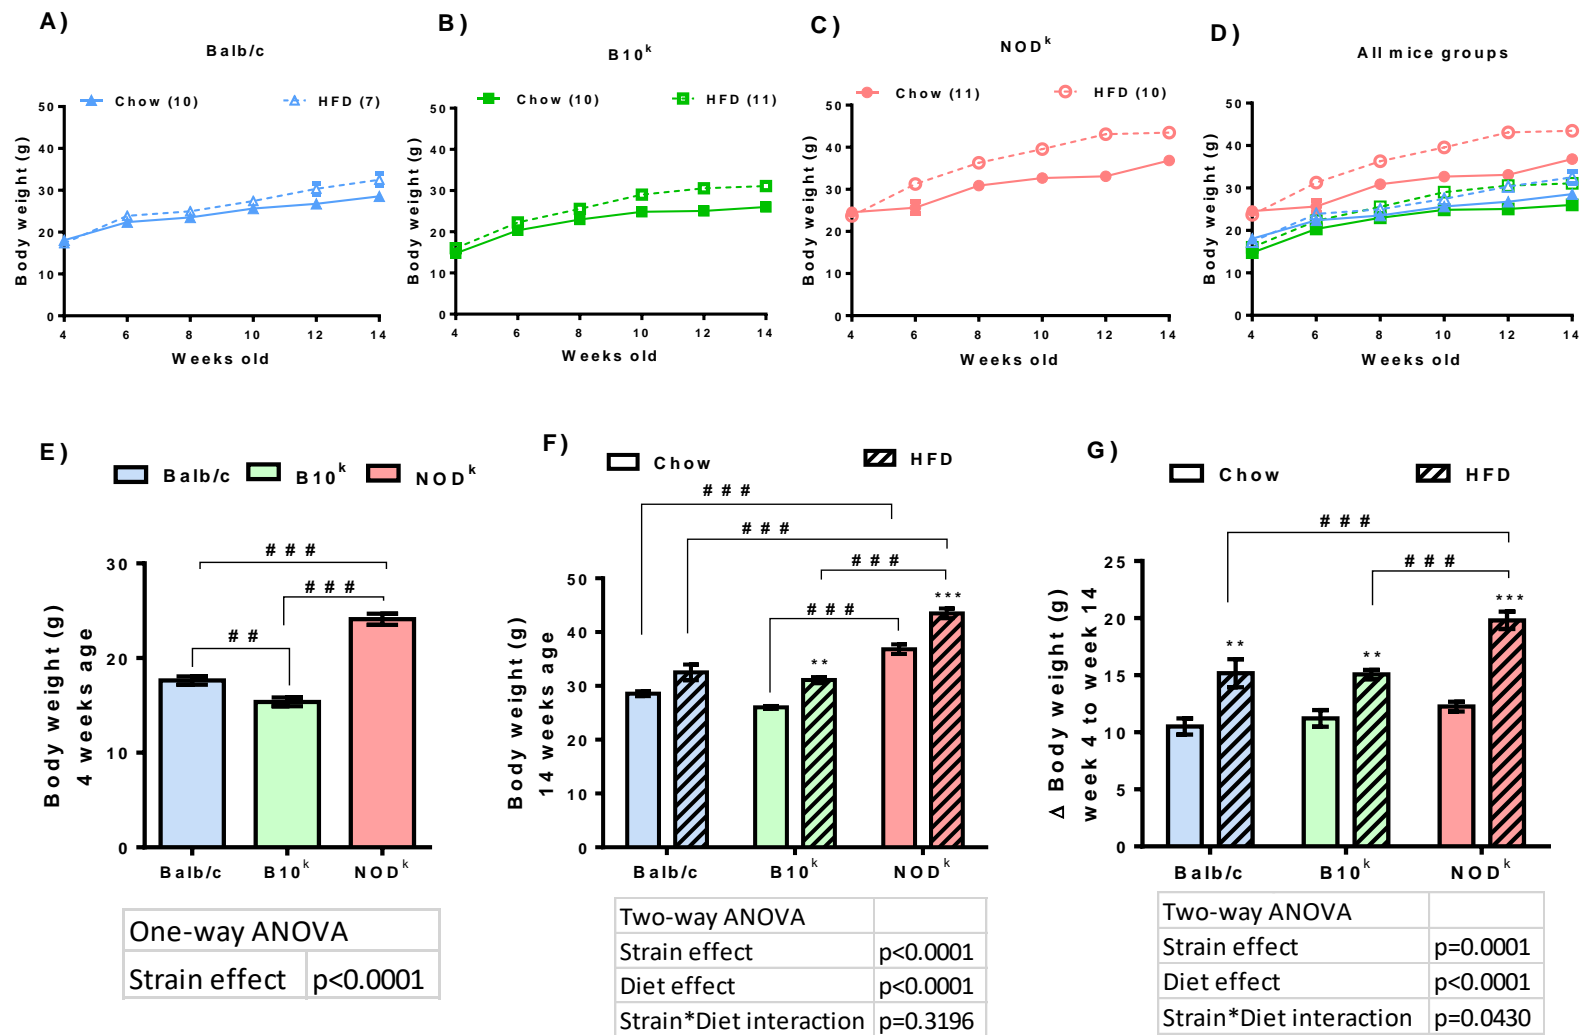 A)
Balb/c
Chow (10)
HFD (7)
Body weight (g)
50
40
30
20
10
0
4 6 8 10 12 14
Weeks old
B)
B10k
Chow (10)
HFD (11)
Body weight (g)
50
40
30
20
10
0
4 6 8 10 12 14
Weeks old
C)
NODk
Chow (11)
HFD (10)
Body weight (g)
50
40
30
20
10
0
4 6 8 10 12 14
Weeks old
D)
All mice groups
Body weight (g)
50
40
30
20
10
0
4 6 8 10 12 14
Weeks old
E)
Balb/c B10k NODk
Body weight (g)
4 weeks age
30
20
10
0
# # #
# # #
# #
Balb/c B10k NODk
One-way ANOVA
Strain effect p<0.0001
F)
Chow HFD
Body weight (g)
14 weeks age
50
40
30
20
10
0
# # #
# # #
# # #
# # #
***
**
Balb/c B10k NODk
Two-way ANOVA
Strain effect p<0.0001
Diet effect p<0.0001
Strain*Diet interaction p=0.3196
G)
Chow HFD
Δ Body weight (g)
week 4 to week 14
25
20
15
10
5
0
# # #
# # #
** ** ***
Balb/c B10k NODk
Two-way ANOVA
Strain effect p=0.0001
Diet effect p<0.0001
Strain*Diet interaction p=0.0430